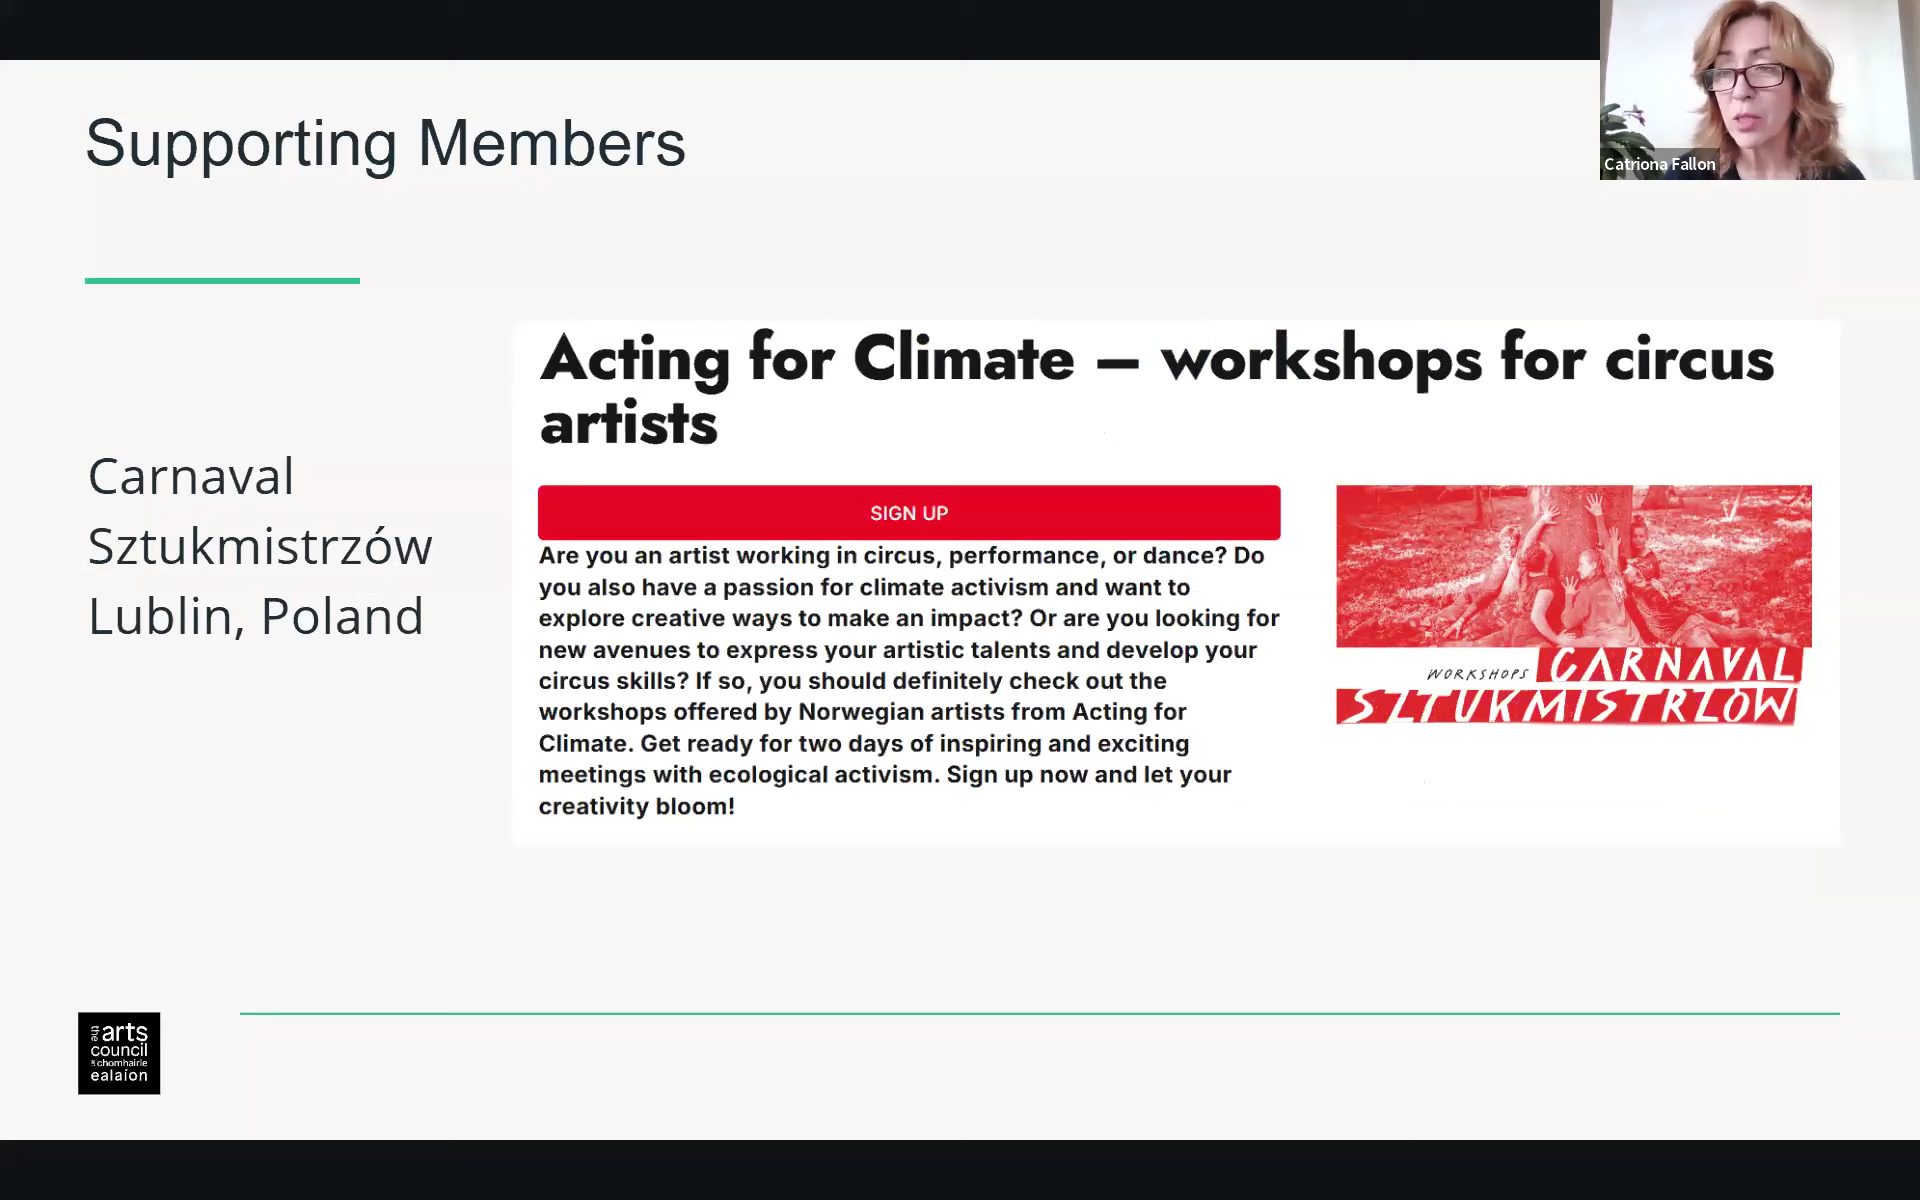 Catriona Fallon
Supporting Members
Carnaval
Sztukmistrzów
Lublin, Poland
Acting for Climate – workshops for circus
artists
SIGN UP
Are you an artist working in circus, performance, or dance? Do
you also have a passion for climate activism and want to
explore creative ways to make an impact? Or are you looking for
new avenues to express your artistic talents and develop your
circus skills? If so, you should definitely check out the
workshops offered by Norwegian artists from Acting for
Climate. Get ready for two days of inspiring and exciting
meetings with ecological activism. Sign up now and let your
creativity bloom!
WORKSHOPS CARNAVAL
SZTUKMISTRZÓW
the arts
council
chomhairle
ealaíon